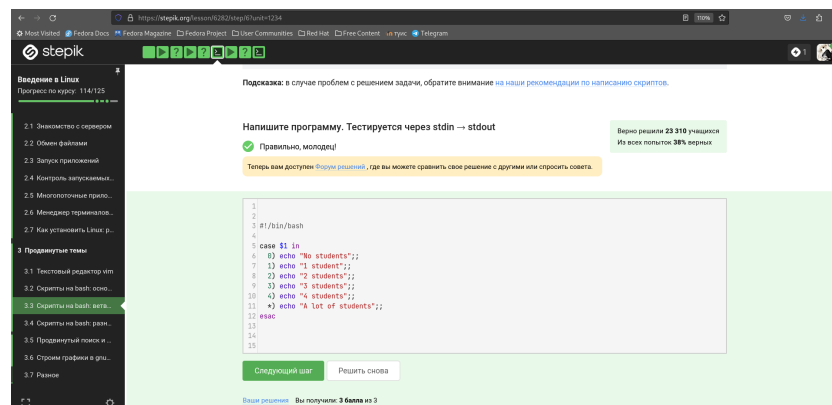 https://stepik.org/lesson/6282/step/6?unit=1234
110%
Most Visited Fedora Docs Fedora Magazine Fedora Project User Communities Red Hat Free Content туис Telegram
stepik
1
Введение в Linux
Прогресс по курсу: 114/125
2.1 Знакомство с сервером
2.2 Обмен файлами
2.3 Запуск приложений
2.4 Контроль запускаемых...
2.5 Многопоточные прило...
2.6 Менеджер терминалов...
2.7 Как установить Linux: р...
3 Продвинутые темы
3.1 Текстовый редактор vim
3.2 Скрипты на bash: осно...
3.3 Скрипты на bash: ветв...
3.4 Скрипты на bash: разн...
3.5 Продвинутый поиск и ...
3.6 Строим графики в gnu...
3.7 Разное
Подсказка: в случае проблем с решением задачи, обратите внимание на наши рекомендации по написанию скриптов.
Напишите программу. Тестируется через stdin → stdout
Верно решили 23 310 учащихся
Из всех попыток 38% верных
Правильно, молодец!
Теперь вам доступен Форум решений, где вы можете сравнить свое решение с другими или спросить совета.
1
2
3 #!/bin/bash
4
5 case $1 in
6 0) echo "No students";;
7 1) echo "1 student";;
8 2) echo "2 students";;
9 3) echo "3 students";;
10 4) echo "4 students";;
11 *) echo "A lot of students";;
12 esac
13
14
15
Следующий шаг Решить снова
Ваши решения Вы получили: 3 балла из 3